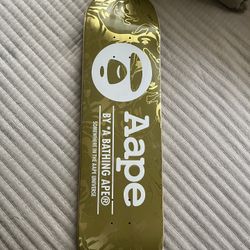 Aape
BY *A BATHING APE®
SOMEWHERE IN THE AAPE UNIVERSE